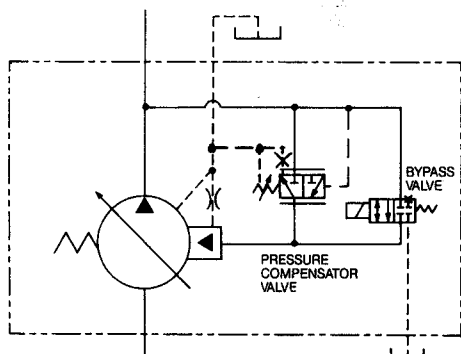 BYPASS
VALVE
PRESSURE
COMPENSATOR
VALVE